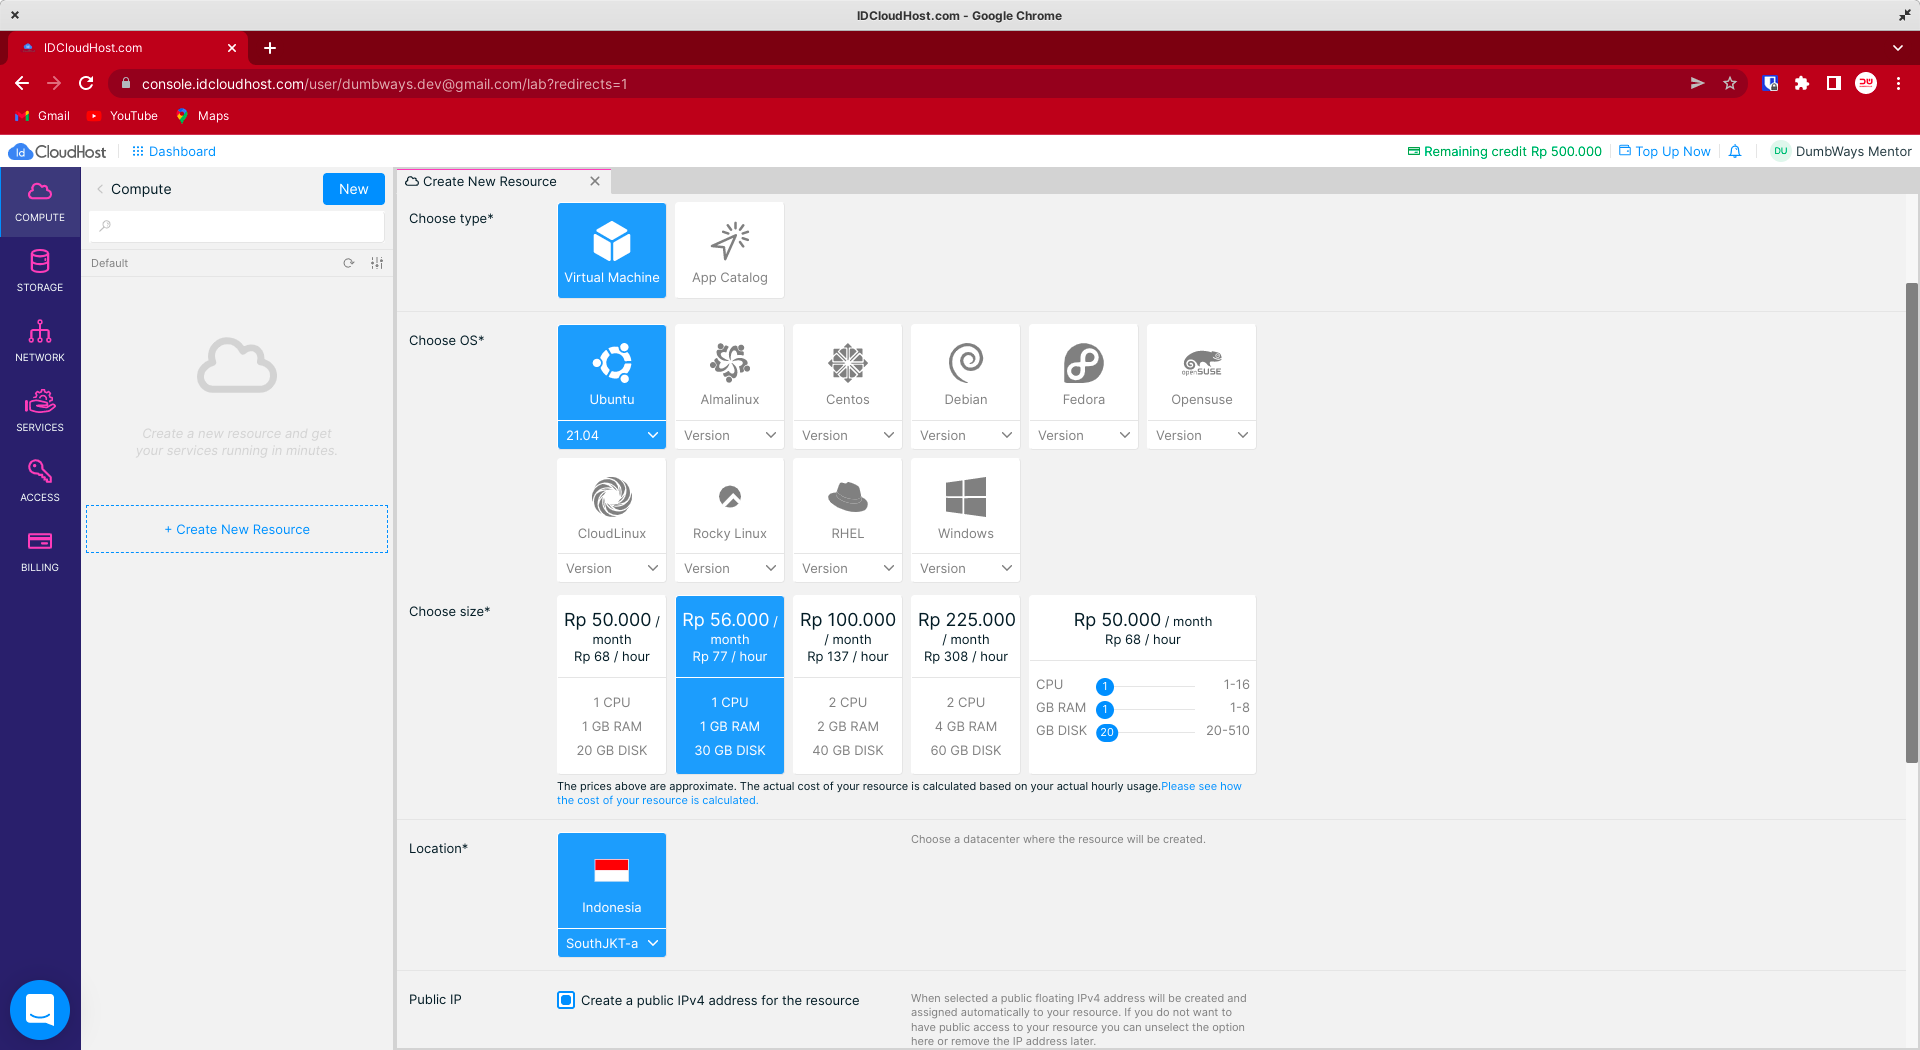 IDCloudHost.com - Google Chrome
IDCloudHost.com
console.idcloudhost.com/user/dumbways.dev@gmail.com/lab?redirects=1
Gmail YouTube Maps
Id CloudHost Dashboard
Remaining credit Rp 500.000 Top Up Now DU DumbWays Mentor
COMPUTE
STORAGE
NETWORK
SERVICES
ACCESS
BILLING
Compute New
Default
Create a new resource and get
your services running in minutes.
+ Create New Resource
Create New Resource
Choose type*
Virtual Machine App Catalog
Choose OS*
Ubuntu Almalinux Centos Debian Fedora openSUSE Opensuse
21.04 Version Version Version Version Version
CloudLinux Rocky Linux RHEL Windows
Version Version Version Version
Choose size*
Rp 50.000 / month
Rp 68 / hour
1 CPU
1 GB RAM
20 GB DISK
Rp 56.000 / month
Rp 77 / hour
1 CPU
1 GB RAM
30 GB DISK
Rp 100.000 / month
Rp 137 / hour
2 CPU
2 GB RAM
40 GB DISK
Rp 225.000 / month
Rp 308 / hour
2 CPU
4 GB RAM
60 GB DISK
Rp 50.000 / month
Rp 68 / hour
CPU 1 1-16
GB RAM 1 1-8
GB DISK 20 20-510
The prices above are approximate. The actual cost of your resource is calculated based on your actual hourly usage.Please see how
the cost of your resource is calculated.
Location*
Indonesia
SouthJKT-a
Choose a datacenter where the resource will be created.
Public IP
Create a public IPv4 address for the resource
When selected a public floating IPv4 address will be created and
assigned automatically to your resource. If you do not want to
have public access to your resource you can unselect the option
here or remove the IP address later.